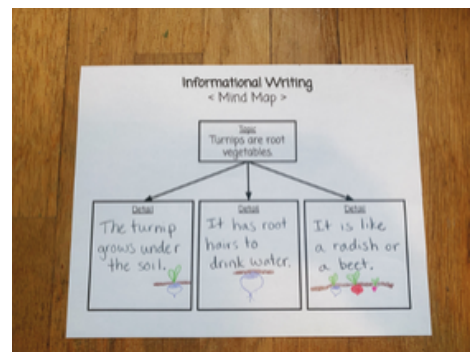 Informational Writing
< Mind Map >
Topic
Turnips are root
vegetables.
Detail
The turnip
grows under
the soil.
Detail
It has root
hairs to
drink water.
Detail
It is like
a radish or
a beet.